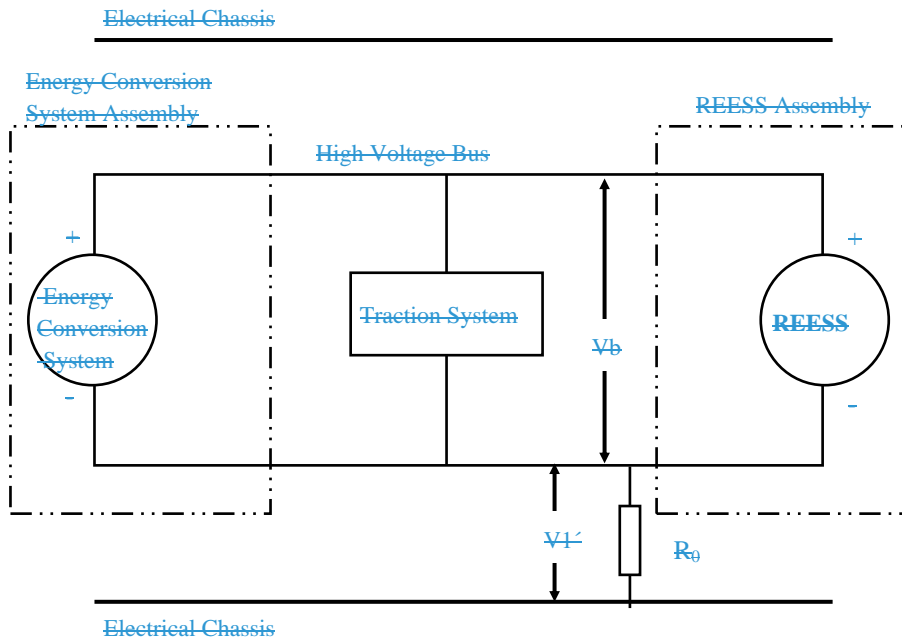 Electrical Chassis
Energy Conversion
System Assembly
REESS Assembly
High Voltage Bus
+
+
Energy
Conversion
System
Traction System
REESS
Vb
-
-
V1´
R₀
Electrical Chassis